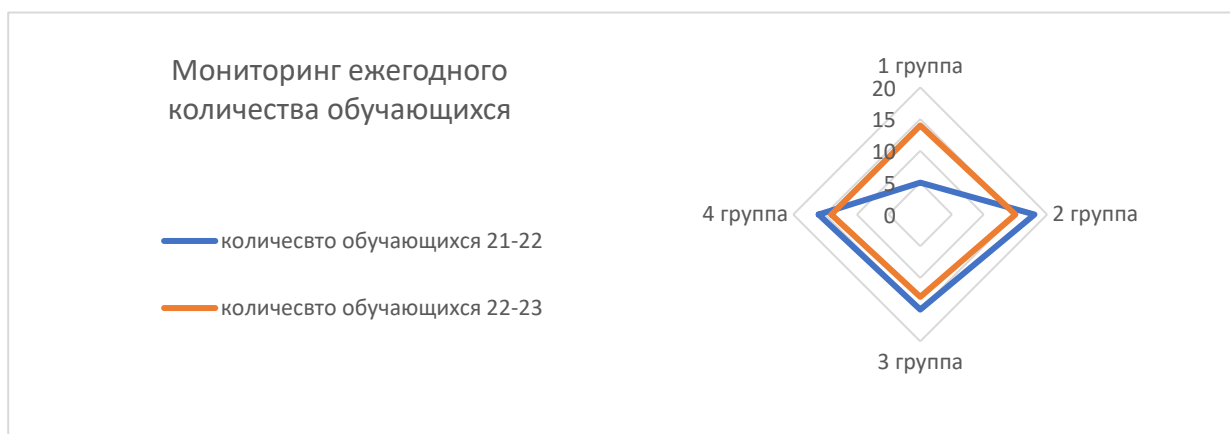 Мониторинг ежегодного
количества обучающихся
количесвто обучающихся 21-22
количесвто обучающихся 22-23
1 группа
20
15
10
5
0
4 группа
2 группа
3 группа